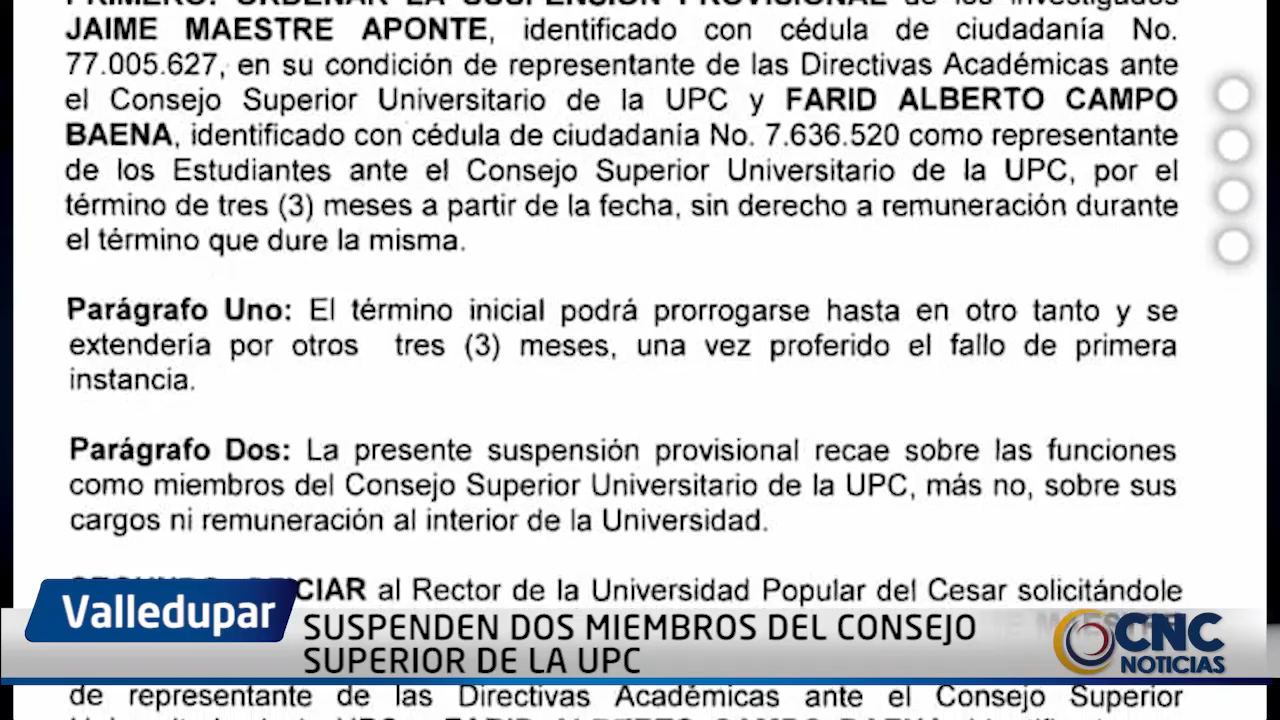 PRIMERO: ORDENAR LA SUSPENSIÓN PROVISIONAL de los investigados
JAIME MAESTRE APONTE, identificado con cédula de ciudadanía No.
77.005.627, en su condición de representante de las Directivas Académicas ante
el Consejo Superior Universitario de la UPC y FARID ALBERTO CAMPO
BAENA, identificado con cédula de ciudadanía No. 7.636.520 como representante
de los Estudiantes ante el Consejo Superior Universitario de la UPC, por el
término de tres (3) meses a partir de la fecha, sin derecho a remuneración durante
el término que dure la misma.
Parágrafo Uno: El término inicial podrá prorrogarse hasta en otro tanto y se
extendería por otros tres (3) meses, una vez proferido el fallo de primera
instancia.
Parágrafo Dos: La presente suspensión provisional recae sobre las funciones
como miembros del Consejo Superior Universitario de la UPC, más no, sobre sus
cargos ni remuneración al interior de la Universidad.
al Rector de la Universidad Popular del Cesar solicitándole
Valledupar
SUSPENDEN DOS MIEMBROS DEL CONSEJO
SUPERIOR DE LA UPC
CNC
NOTICIAS
de representante de las Directivas Académicas ante el Consejo Superior